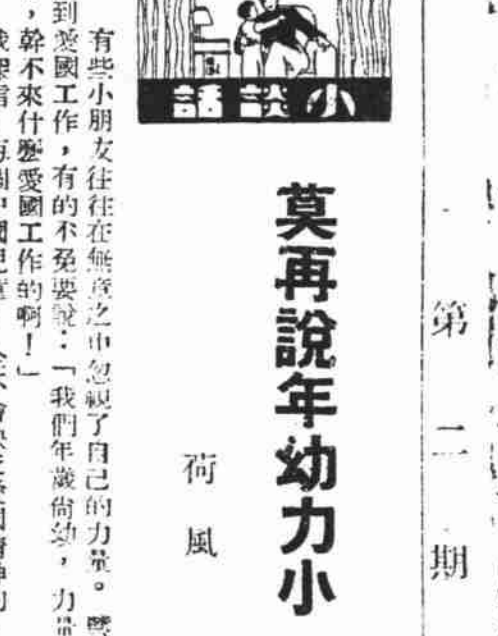 第二期
小談話
莫再說年幼力小
荷風
有些小朋友往往在無意之中忽視了自己的力量。譬
到愛國工作,有的不免要說:「我們年歲尚幼,力量
,幹不來什麼愛國工作的啊!」